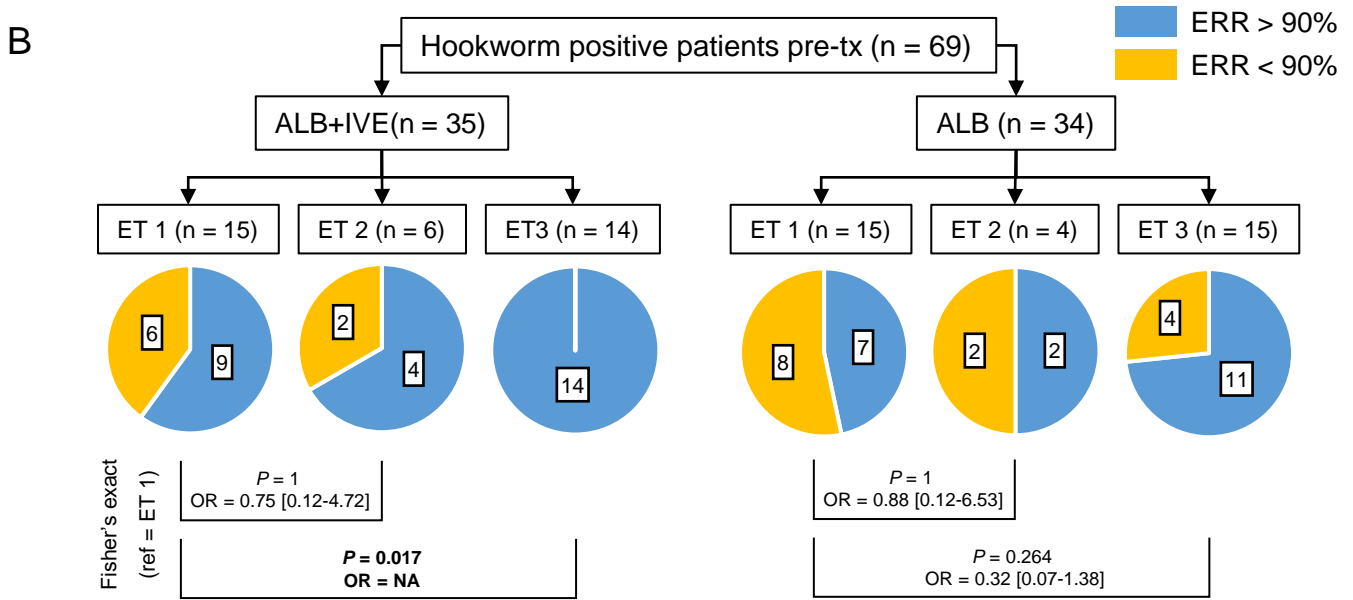 B
Hookworm positive patients pre-tx (n = 69)
ERR > 90%
ERR < 90%
ALB+IVE(n = 35)
ALB (n = 34)
ET 1 (n = 15)
ET 2 (n = 6)
ET3 (n = 14)
ET 1 (n = 15)
ET 2 (n = 4)
ET 3 (n = 15)
6
9
2
4
14
8
7
2
2
4
11
Fisher's exact
(ref = ET 1)
P = 1
OR = 0.75 [0.12-4.72]
P = 0.017
OR = NA
P = 1
OR = 0.88 [0.12-6.53]
P = 0.264
OR = 0.32 [0.07-1.38]